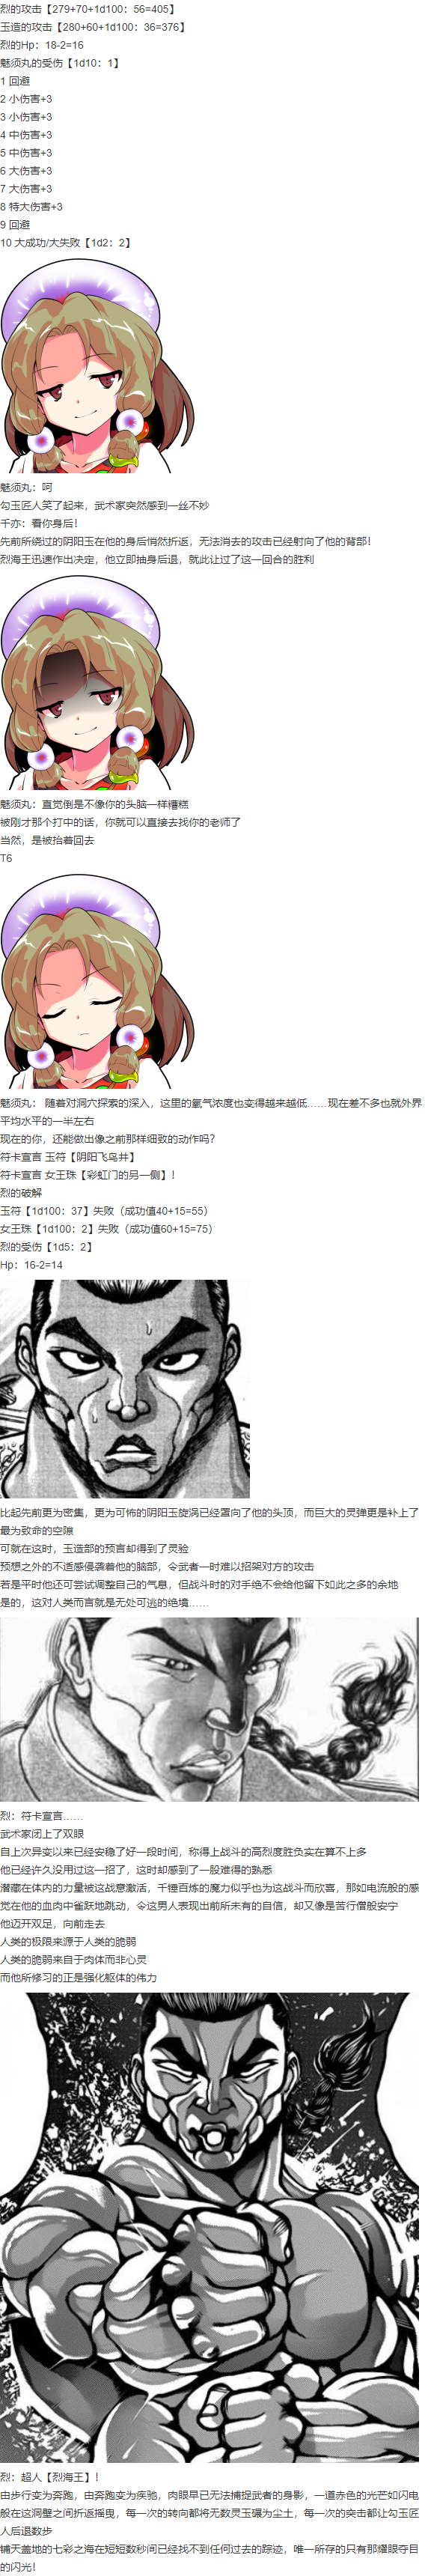 烈的攻击【279+70+1d100：56=405】
玉造的攻击【280+60+1d100：36=376】
烈的Hp：18-2=16
魅须丸的受伤【1d10：1】
1 回避
2 小伤害+3
3 小伤害+3
4 中伤害+3
5 中伤害+3
6 大伤害+3
7 大伤害+3
8 特大伤害+3
9 回避
10 大成功/大失败【1d2：2】
魅须丸：呵
勾玉匠人笑了起来，武术家突然感到一丝不妙
千亦：看你身后！
先前所绕过的阴阳玉在他的身后悄然折返，无法消去的攻击已经射向了他的背部！
烈海王迅速作出决定，他立即抽身后退，就此让过了这一回合的胜利
魅须丸：直觉倒是不像你的头脑一样糟糕
被刚才那个打中的话，你就可以直接去找你的老师了
当然，是被抬着回去
T6
魅须丸： 随着对洞穴探索的深入，这里的氧气浓度也变得越来越低……现在差不多也就外界
平均水平的一半左右
现在的你，还能做出像之前那样细致的动作吗？
符卡宣言 玉符【阴阳飞鸟井】
符卡宣言 女王珠【彩虹门的另一侧】！
烈的破解
玉符【1d100：37】失败（成功值40+15=55）
女王珠【1d100：2】失败（成功值60+15=75）
烈的受伤【1d5：2】
Hp：16-2=14
比起先前更为密集，更为可怖的阴阳玉旋涡已经罩向了他的头顶，而巨大的灵弹更是补上了
最为致命的空隙
可就在这时，玉造部的预言却得到了灵验
预想之外的不适感侵袭着他的脑部，令武者一时难以招架对方的攻击
若是平时他还可尝试调整自己的气息，但战斗时的对手绝不会给他留下如此之多的余地
是的，这对人类而言就是无处可逃的绝境……
烈：符卡宣言……
武术家闭上了双眼
自上次异变以来已经安稳了好一段时间，称得上战斗的高烈度胜负实在算不上多
他已经许久没用过这一招了，这时却感到了一股难得的熟悉
潜藏在体内的力量被这战意激活，千锤百炼的魔力似乎也为这战斗而欣喜，那如电流般的感
觉在他的血肉中雀跃地跳动，令这男人表现出前所未有的自信，却又像是苦行僧般安宁
他迈开双足，向前走去
人类的极限来源于人类的脆弱
人类的脆弱来自于肉体而非心灵
而他所修习的正是强化躯体的伟力
烈：超人【烈海王】！
由步行变为奔跑，由奔跑变为疾驰，肉眼早已无法捕捉武者的身影，一道赤色的光芒如闪电
般在这洞壁之间折返摇曳，每一次的转向都将无数灵玉碾为尘土，每一次的突击都让勾玉匠
人后退数步
铺天盖地的七彩之海在短短数秒间已经找不到任何过去的踪迹，唯一所存的只有那耀眼夺目
的闪光！